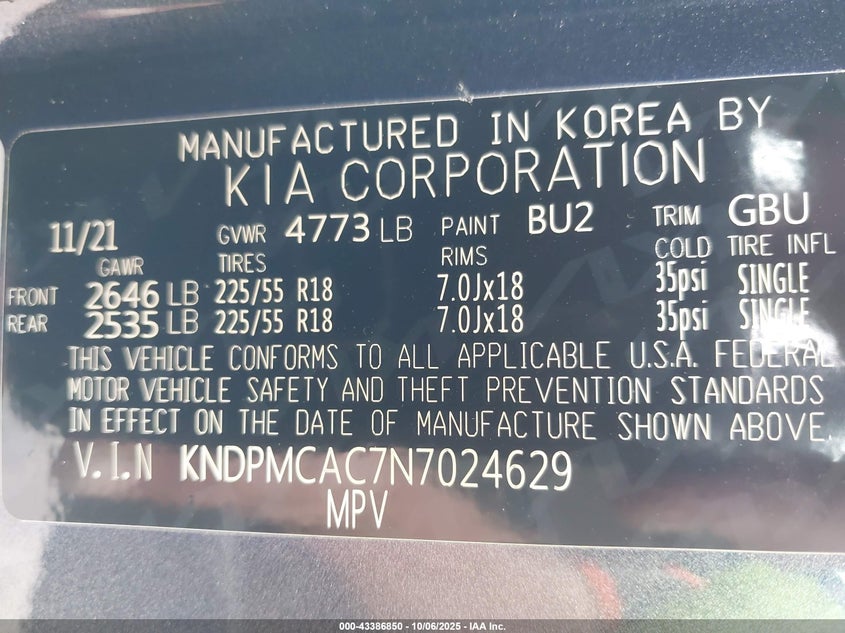 MANUFACTURED IN KOREA BY
KIA CORPORATION
11/21 GVWR 4773 LB PAINT BU2 TRIM GBU
GAWR TIRES RIMS COLD TIRE INFL
FRONT 2646 LB 225/55 R18 7.0Jx18 35psi SINGLE
REAR 2535 LB 225/55 R18 7.0Jx18 35psi SINGLE
THIS VEHICLE CONFORMS TO ALL APPLICABLE U.S.A. FEDERAL
MOTOR VEHICLE SAFETY AND THEFT PREVENTION STANDARDS
IN EFFECT ON THE DATE OF MANUFACTURE SHOWN ABOVE.
V.I.N KNDPMCAC7N7024629
MPV
000-43386850 - 10/06/2025 - IAA Inc.